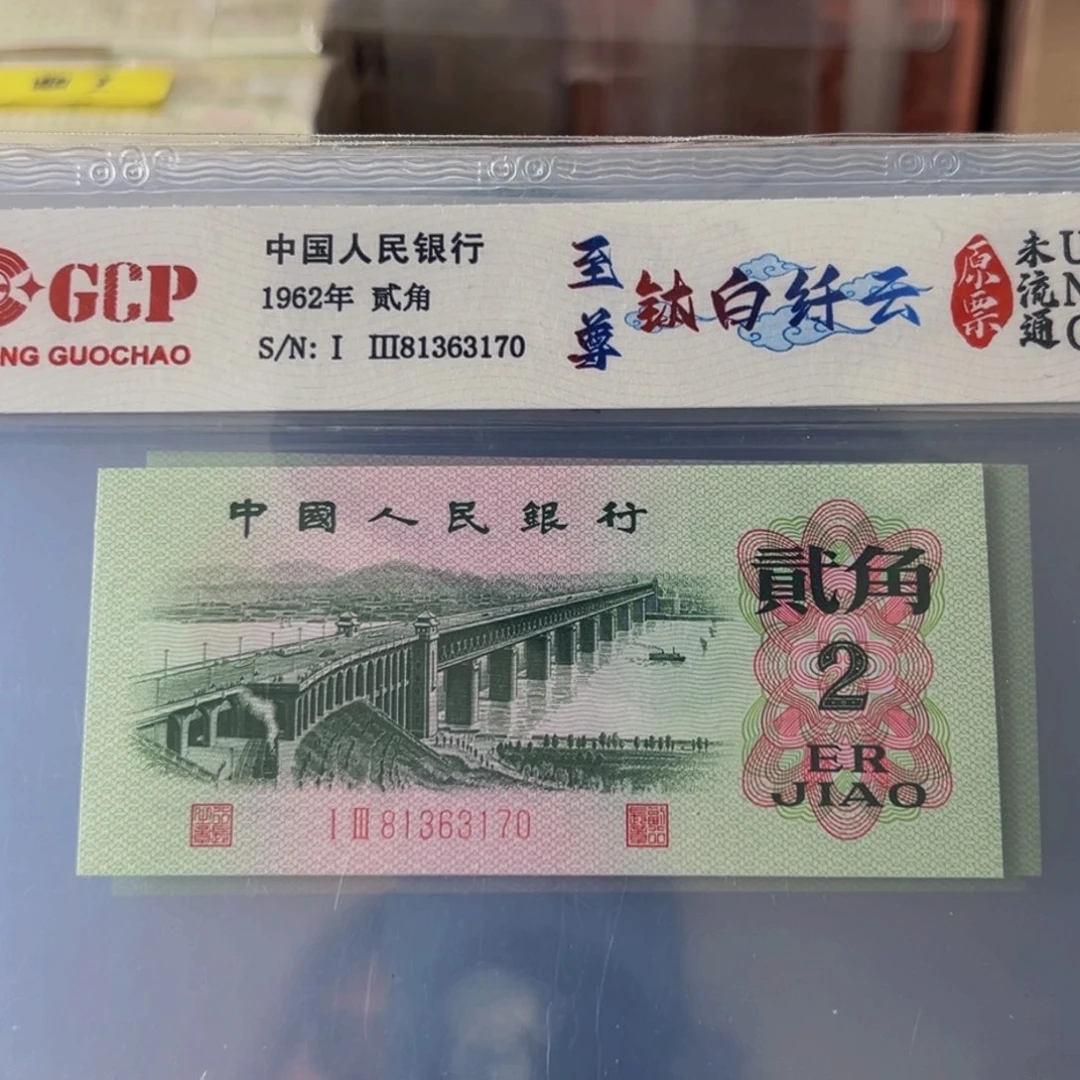 GCP
NG GUOCHAO
中国人民银行
1962年 贰角
S/N: I III81363170
至尊
钛白纤云
原票
未流通
UNC
中國人民銀行
貳角
2
ER
JIAO
I III 81363170